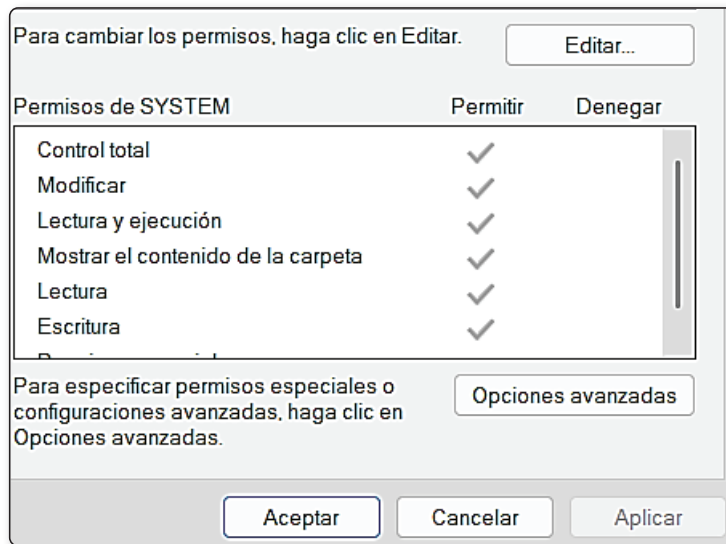 Para cambiar los permisos, haga clic en Editar.
Editar...
Permisos de SYSTEM Permitir Denegar
Control total
Modificar
Lectura y ejecución
Mostrar el contenido de la carpeta
Lectura
Escritura
Para especificar permisos especiales o
configuraciones avanzadas, haga clic en
Opciones avanzadas.
Opciones avanzadas
Aceptar Cancelar Aplicar